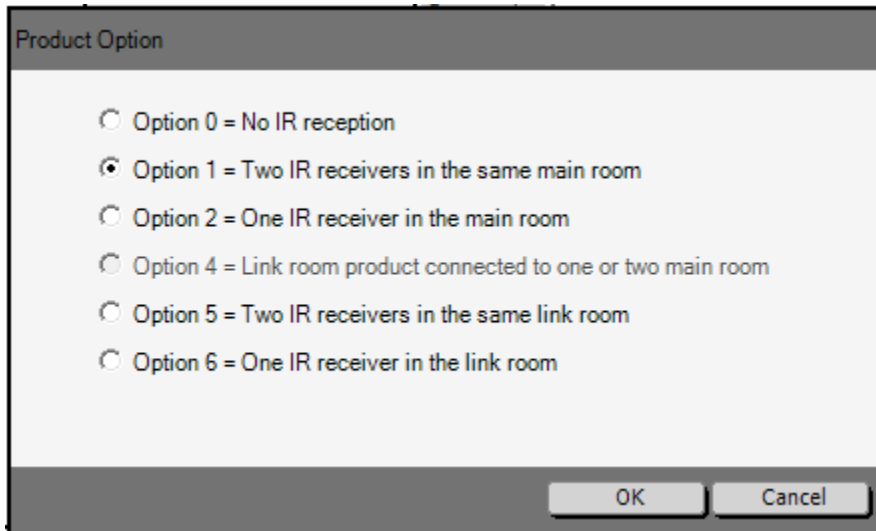 Product Option
Option 0 = No IR reception
Option 1 = Two IR receivers in the same main room
Option 2 = One IR receiver in the main room
Option 4 = Link room product connected to one or two main room
Option 5 = Two IR receivers in the same link room
Option 6 = One IR receiver in the link room
OK Cancel